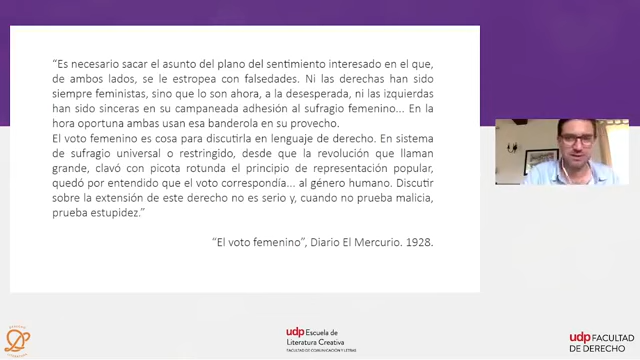 “Es necesario sacar el asunto del plano del sentimiento interesado en el que,
de ambos lados, se le estropea con falsedades. Ni las derechas han sido
siempre feministas, sino que lo son ahora, a la desesperada, ni las izquierdas
han sido sinceras en su campaneada adhesión al sufragio femenino... En la
hora oportuna ambas usan esa banderola en su provecho.
El voto femenino es cosa para discutirla en lenguaje de derecho. En sistema
de sufragio universal o restringido, desde que la revolución que llaman
grande, clavó con picota rotunda el principio de representación popular,
quedó por entendido que el voto correspondía... al género humano. Discutir
sobre la extensión de este derecho no es serio y, cuando no prueba malicia,
prueba estupidez.”
“El voto femenino”, Diario El Mercurio. 1928.
udp Escuela de
Literatura Creativa
FACULTAD DE COMUNICACIÓN Y LETRAS
udp FACULTAD
DE DERECHO